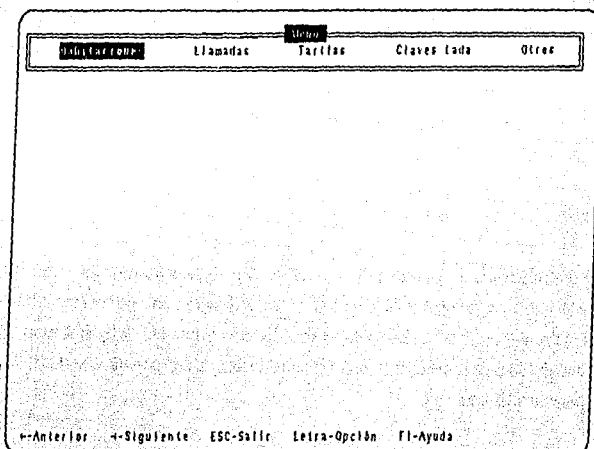 Menu
Habitaciones Llamadas Tarifas Claves Lada Otros
←-Anterior →-Siguiente ESC-Salir Letra-Opción F1-Ayuda